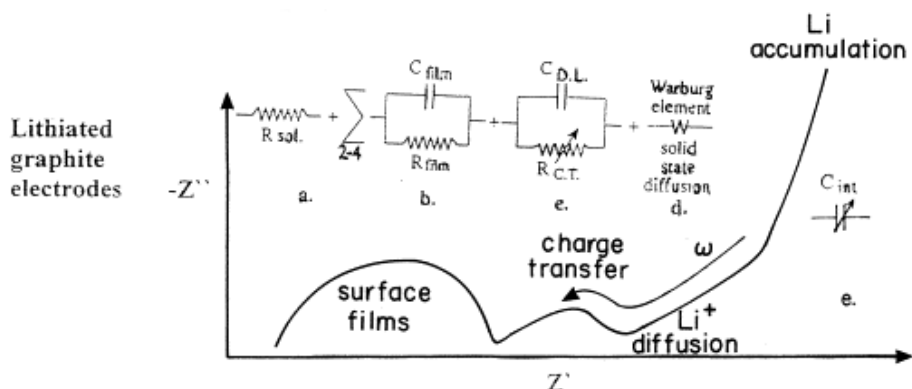 Li
accumulation
C film
C D.L.
Warburg
element
R sol.
+
∑
2-4
R film
+
R C.T.
+
W
solid
state
diffusion
a.
b.
e.
d.
Lithiated
graphite
electrodes
-Z``
C int
charge
transfer
ω
surface
films
Li+
diffusion
e.
Z`